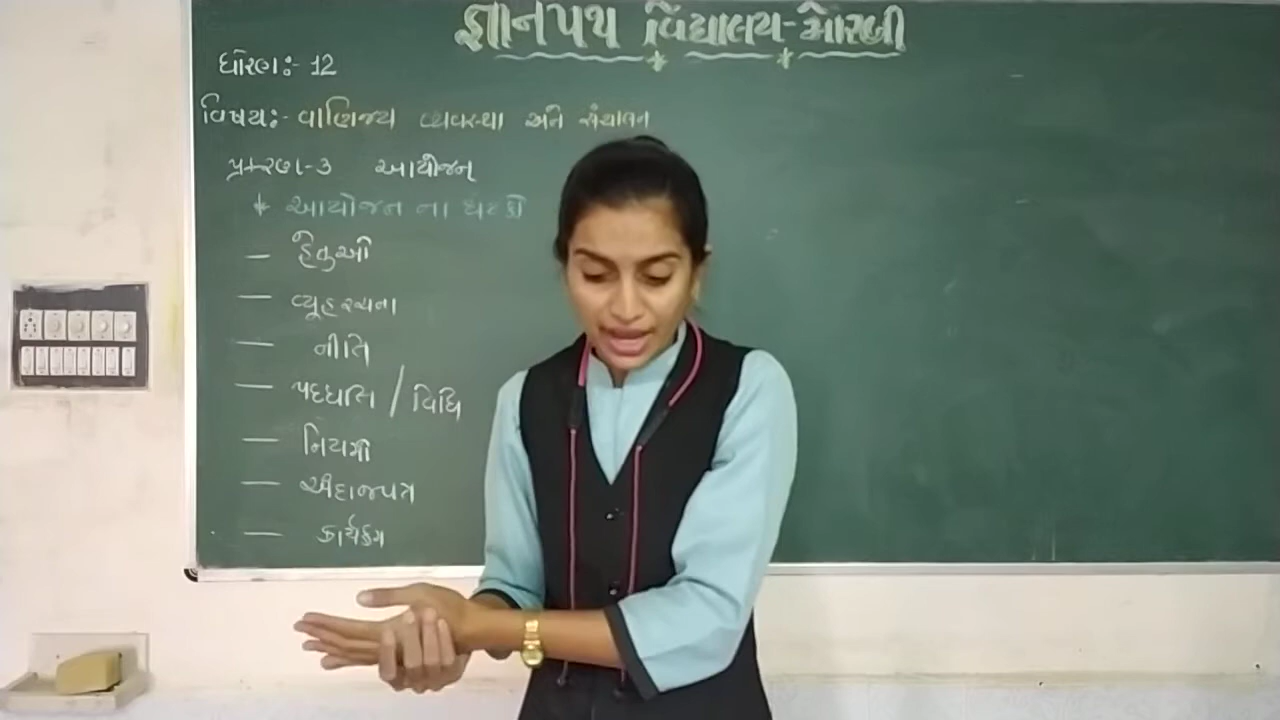 જ્ઞાનપથ વિદ્યાલય-મોરબી
ધોરણઃ- 12
વિષયઃ- વાણિજ્ય વ્યવસ્થા અને સંચાલન
પ્રકરણ-૩ આયોજન
* આયોજન ના ઘટકો
— હેતુઓ
— વ્યૂહરચના
— નીતિ
— પદ્ધતિ / વિધિ
— નિયમો
— અંદાજપત્ર
— કાર્યક્રમ